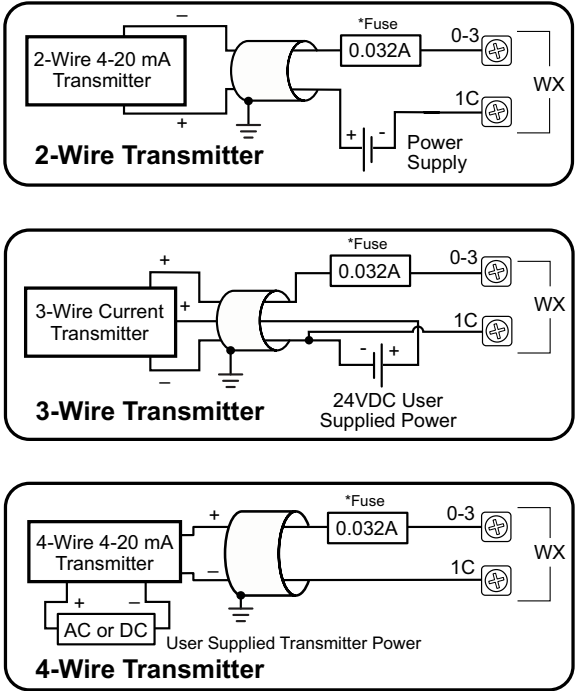 –
*Fuse
2-Wire 4-20 mA
Transmitter
0.032A
0-3
WX
1C
+
+ -
Power
Supply
2-Wire Transmitter
*Fuse
+
0.032A
0-3
3-Wire Current
Transmitter
+
WX
1C
–
- +
24VDC User
Supplied Power
3-Wire Transmitter
*Fuse
+
0.032A
0-3
4-Wire 4-20 mA
Transmitter
WX
–
1C
+ –
AC or DC
User Supplied Transmitter Power
4-Wire Transmitter